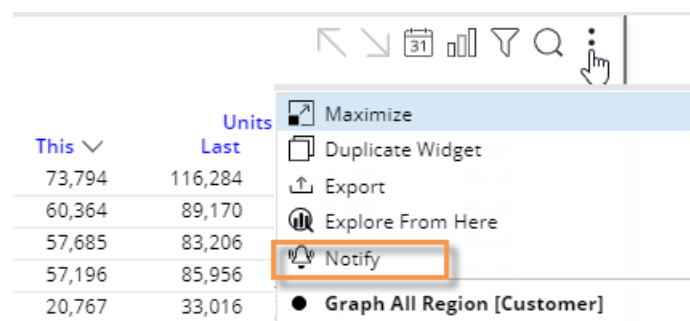 31
Units
This Last
73,794 116,284
60,364 89,170
57,685 83,206
57,196 85,956
20,767 33,016
Maximize
Duplicate Widget
Export
Explore From Here
Notify
Graph All Region [Customer]